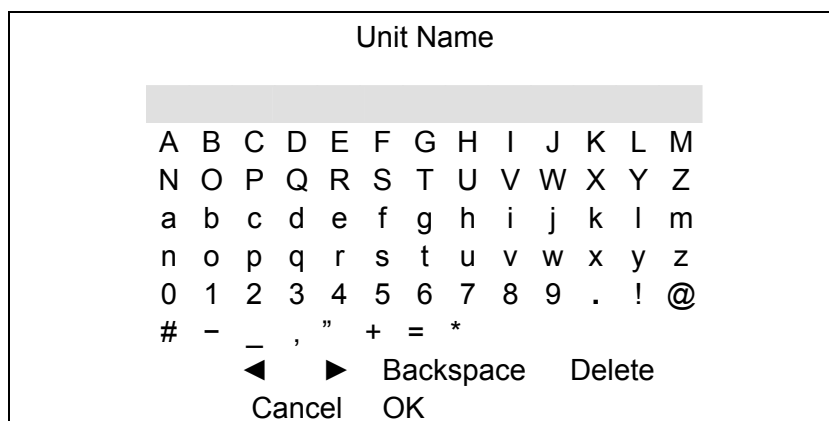 Unit Name
A B C D E F G H I J K L M
N O P Q R S T U V W X Y Z
a b c d e f g h i j k l m
n o p q r s t u v w x y z
0 1 2 3 4 5 6 7 8 9 . ! @
# − _ , ” + = *
◄ ► Backspace Delete
Cancel OK